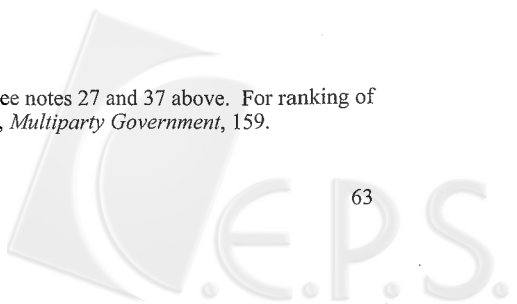 ee notes 27 and 37 above. For ranking of
, Multiparty Government, 159.
63
C.E.P.S.